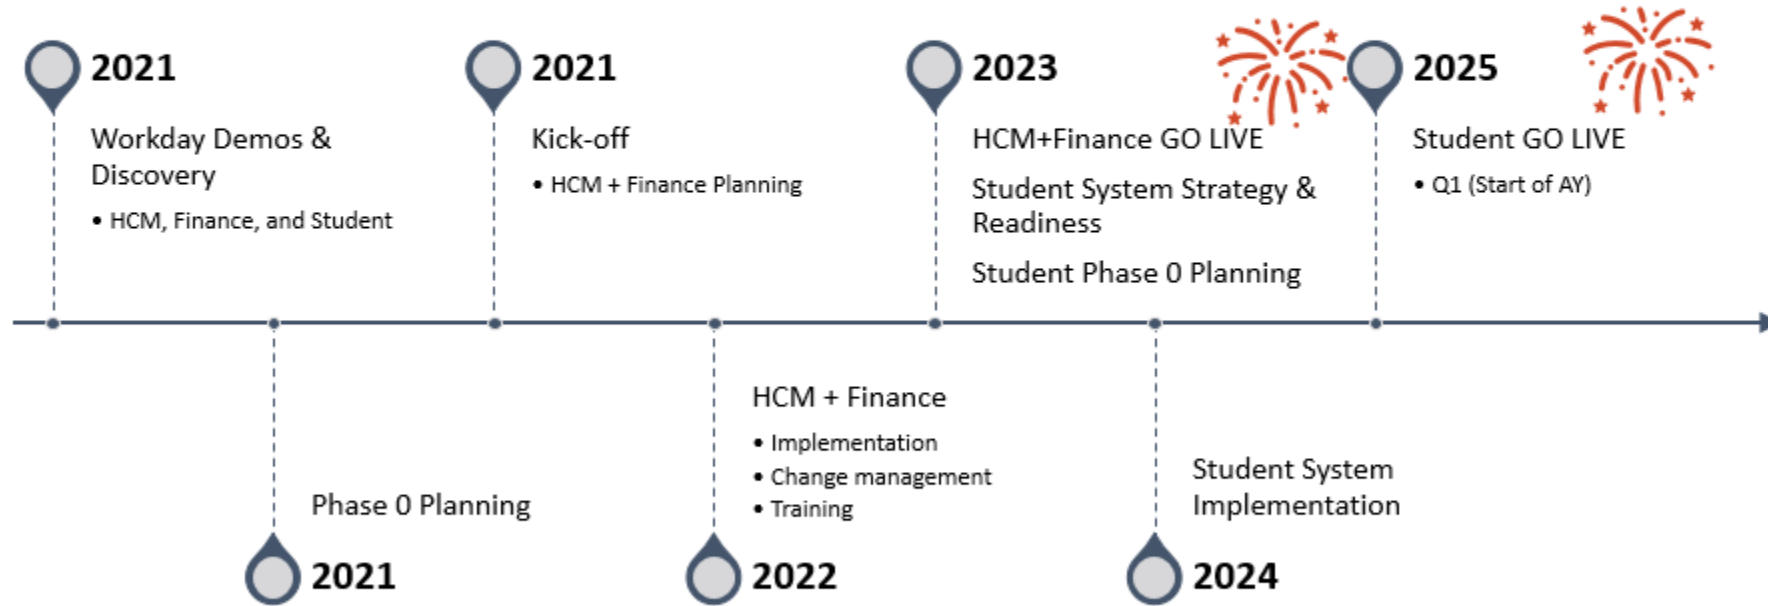 2021
Workday Demos &
Discovery
• HCM, Finance, and Student
2021
Kick-off
• HCM + Finance Planning
2023
HCM+Finance GO LIVE
Student System Strategy &
Readiness
Student Phase 0 Planning
2025
Student GO LIVE
• Q1 (Start of AY)
Phase 0 Planning
2021
HCM + Finance
• Implementation
• Change management
• Training
2022
Student System
Implementation
2024